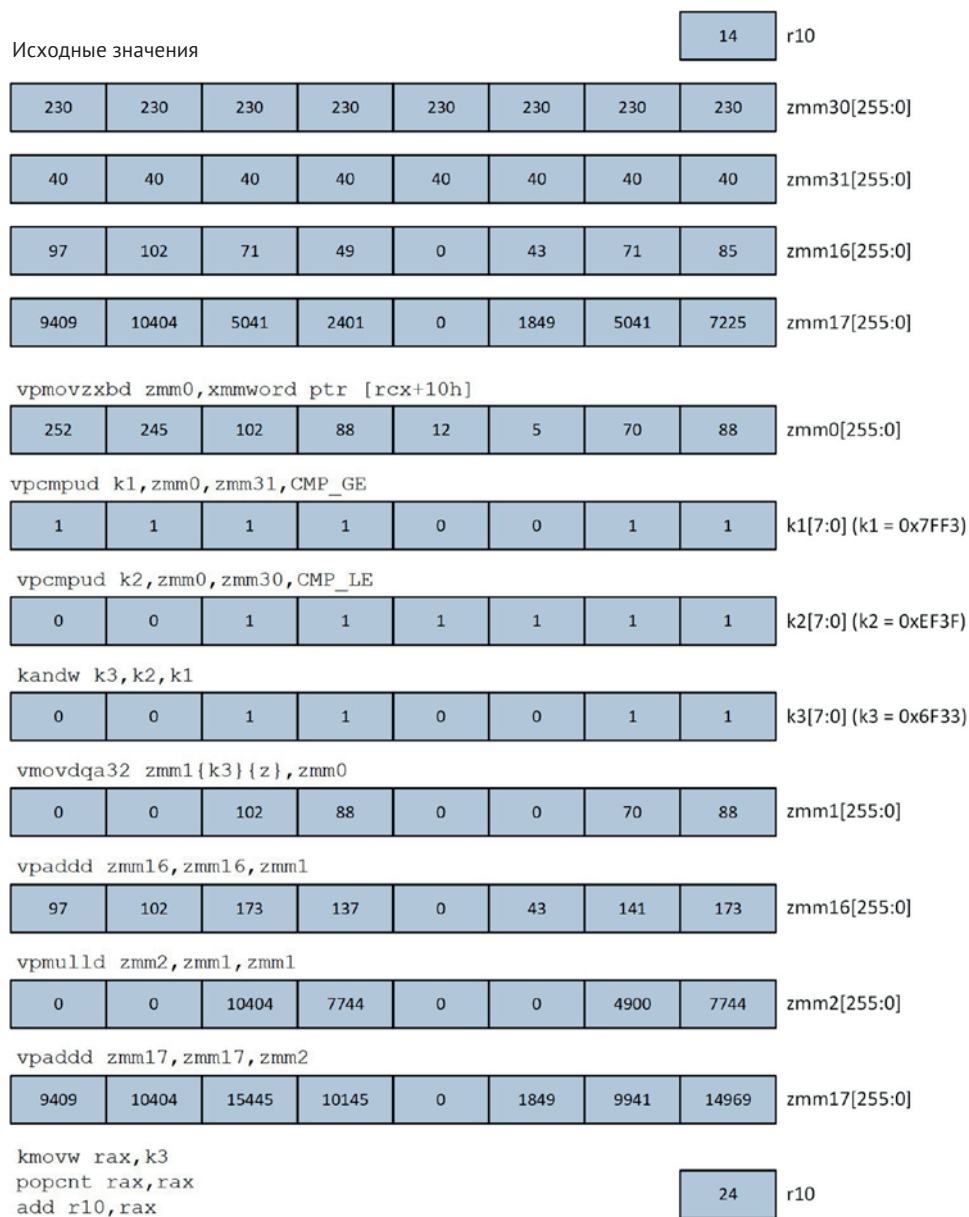 14 r10
Исходные значения
230 230 230 230 230 230 230 230 zmm30[255:0]
40 40 40 40 40 40 40 40 zmm31[255:0]
97 102 71 49 0 43 71 85 zmm16[255:0]
9409 10404 5041 2401 0 1849 5041 7225 zmm17[255:0]
vpmovzxbd zmm0,xmmword ptr [rcx+10h]
252 245 102 88 12 5 70 88 zmm0[255:0]
vpcmpud k1,zmm0,zmm31,CMP_GE
1 1 1 1 0 0 1 1 k1[7:0] (k1 = 0x7FF3)
vpcmpud k2,zmm0,zmm30,CMP_LE
0 0 1 1 1 1 1 1 k2[7:0] (k2 = 0xEF3F)
kandw k3,k2,k1
0 0 1 1 0 0 1 1 k3[7:0] (k3 = 0x6F33)
vmovdqa32 zmm1{k3}{z},zmm0
0 0 102 88 0 0 70 88 zmm1[255:0]
vpaddd zmm16,zmm16,zmm1
97 102 173 137 0 43 141 173 zmm16[255:0]
vpmulld zmm2,zmm1,zmm1
0 0 10404 7744 0 0 4900 7744 zmm2[255:0]
vpaddd zmm17,zmm17,zmm2
9409 10404 15445 10145 0 1849 9941 14969 zmm17[255:0]
kmovw rax,k3
popcnt rax,rax
add r10,rax
24 r10